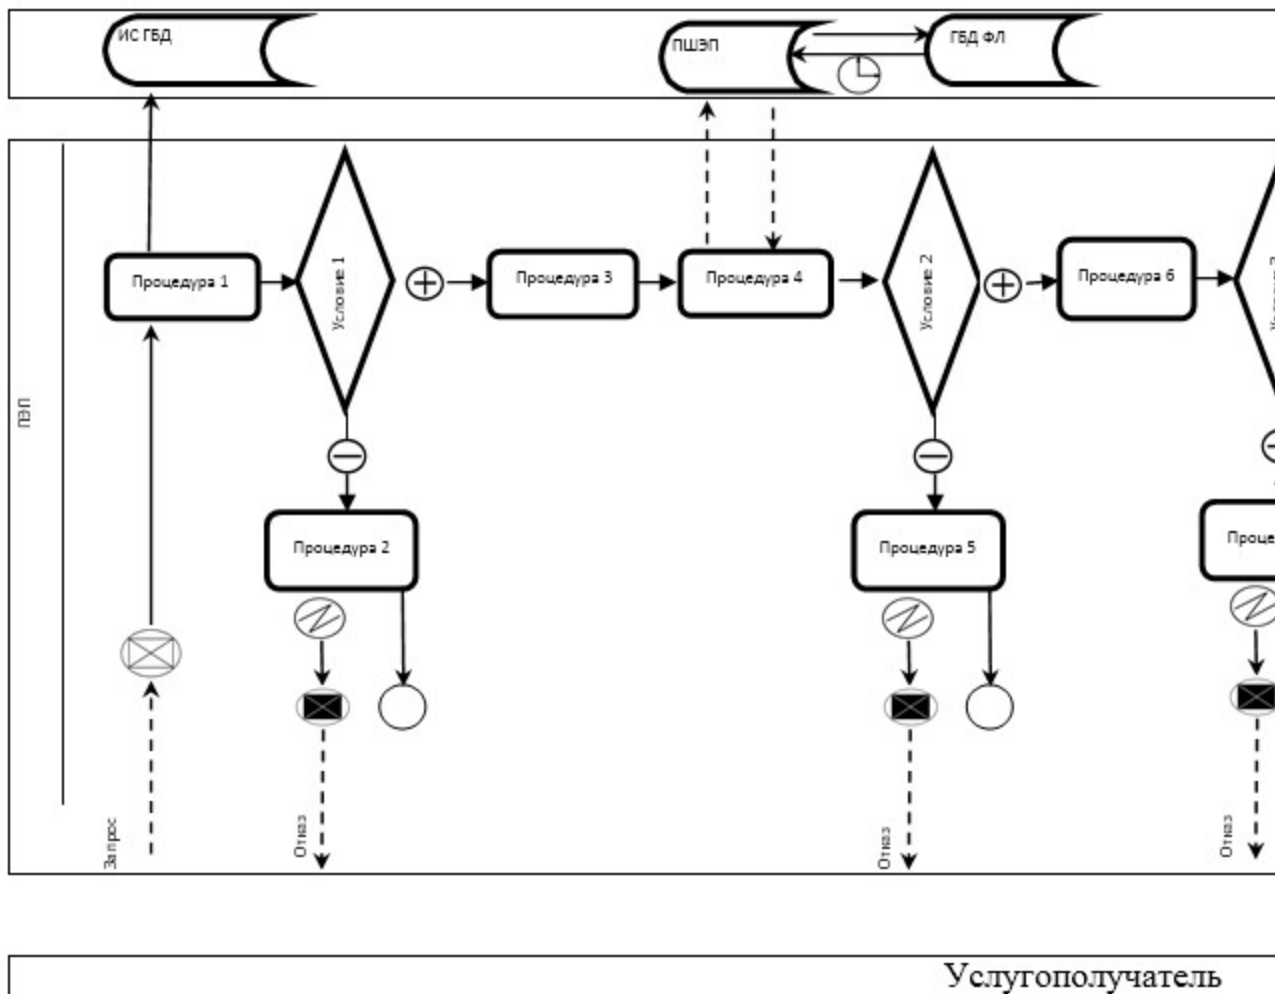 ИС ГБД
ПШЭП
ГБД ФЛ
ПЭП
Процедура 1
Условие 1
Процедура 3
Процедура 4
Условие 2
Процедура 6
Процедура 2
Процедура 5
Запрос
Отказ
Отказ
Отказ
Услугополучатель